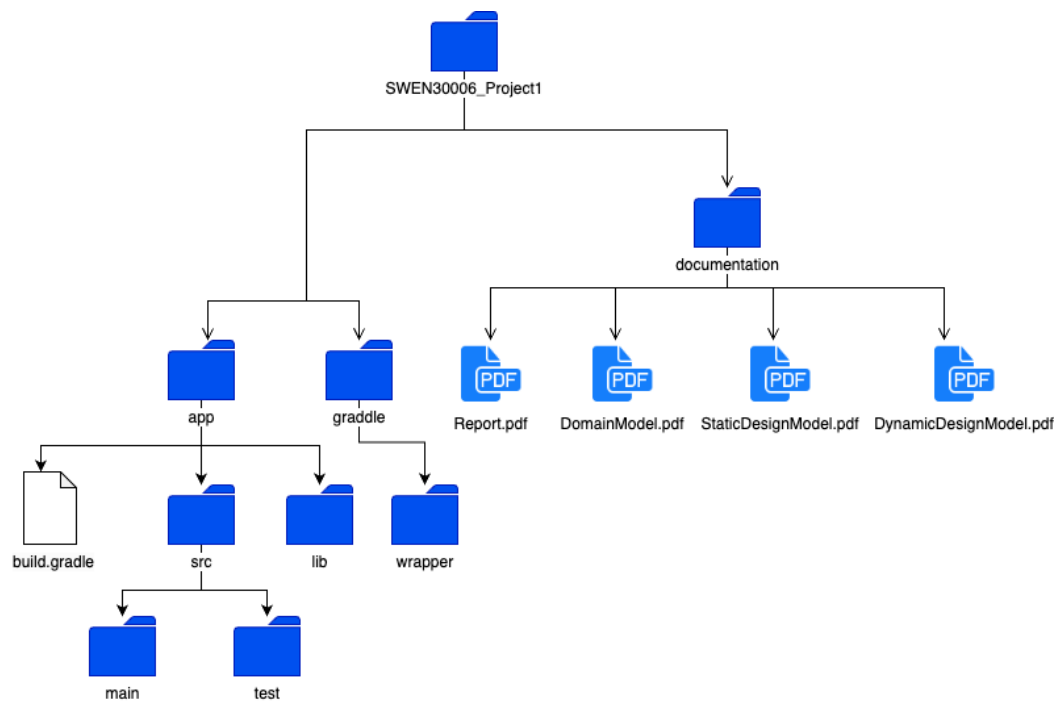 SWEN30006_Project1
documentation
app
graddle
PDF
PDF
PDF
PDF
Report.pdf
DomainModel.pdf
StaticDesignModel.pdf
DynamicDesignModel.pdf
build.gradle
src
lib
wrapper
main
test